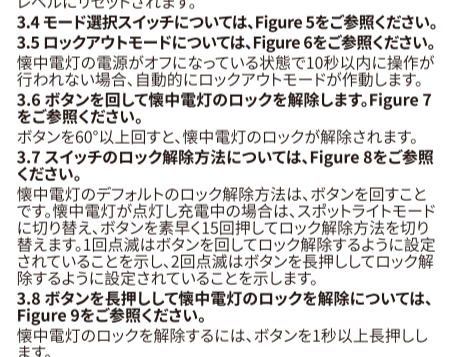 レベルにリセットされます。
3.4 モード選択スイッチについては、Figure 5をご参照ください。
3.5 ロックアウトモードについては、Figure 6をご参照ください。
懐中電灯の電源がオフになっている状態で10秒以内に操作が
行われない場合、自動的にロックアウトモードが作動します。
3.6 ボタンを回して懐中電灯のロックを解除します。Figure 7
をご参照ください。
ボタンを60°以上回すと、懐中電灯のロックが解除されます。
3.7 スイッチのロック解除方法については、Figure 8をご参照
ください。
懐中電灯のデフォルトのロック解除方法は、ボタンを回すこと
です。懐中電灯が点灯し充電中の場合は、スポットライトモード
に切り替え、ボタンを素早く15回押してロック解除方法を切り
替えます。1回点滅はボタンを回してロック解除するように設定
されていることを示し、2回点滅はボタンを長押ししてロック解
除するように設定されていることを示します。
3.8 ボタンを長押しして懐中電灯のロックを解除については、
Figure 9をご参照ください。
懐中電灯のロックを解除するには、ボタンを1秒以上長押しし
ます。